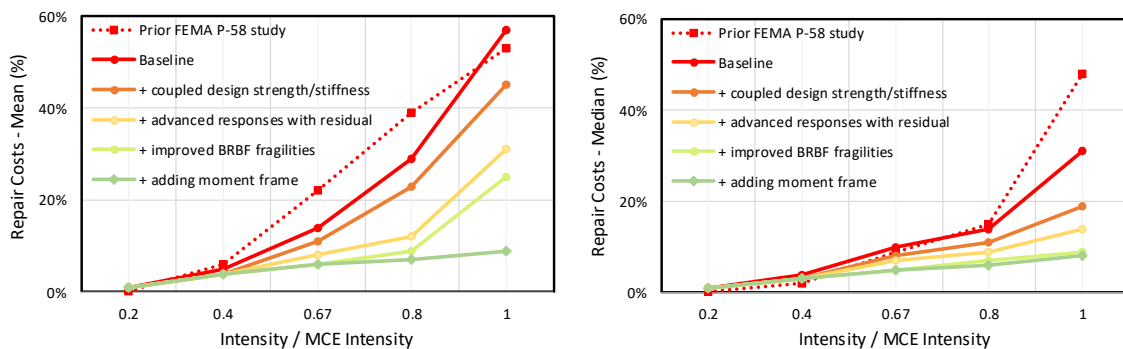 60%
40%
20%
0%
Repair Costs - Mean (%)
Prior FEMA P-58 study
Baseline
+ coupled design strength/stiffness
+ advanced responses with residual
+ improved BRBF fragilities
+ adding moment frame
0.2 0.4 0.67 0.8 1
Intensity / MCE Intensity
60%
40%
20%
0%
Repair Costs - Median (%)
Prior FEMA P-58 study
Baseline
+ coupled design strength/stiffness
+ advanced responses with residual
+ improved BRBF fragilities
+ adding moment frame
0.2 0.4 0.67 0.8 1
Intensity / MCE Intensity